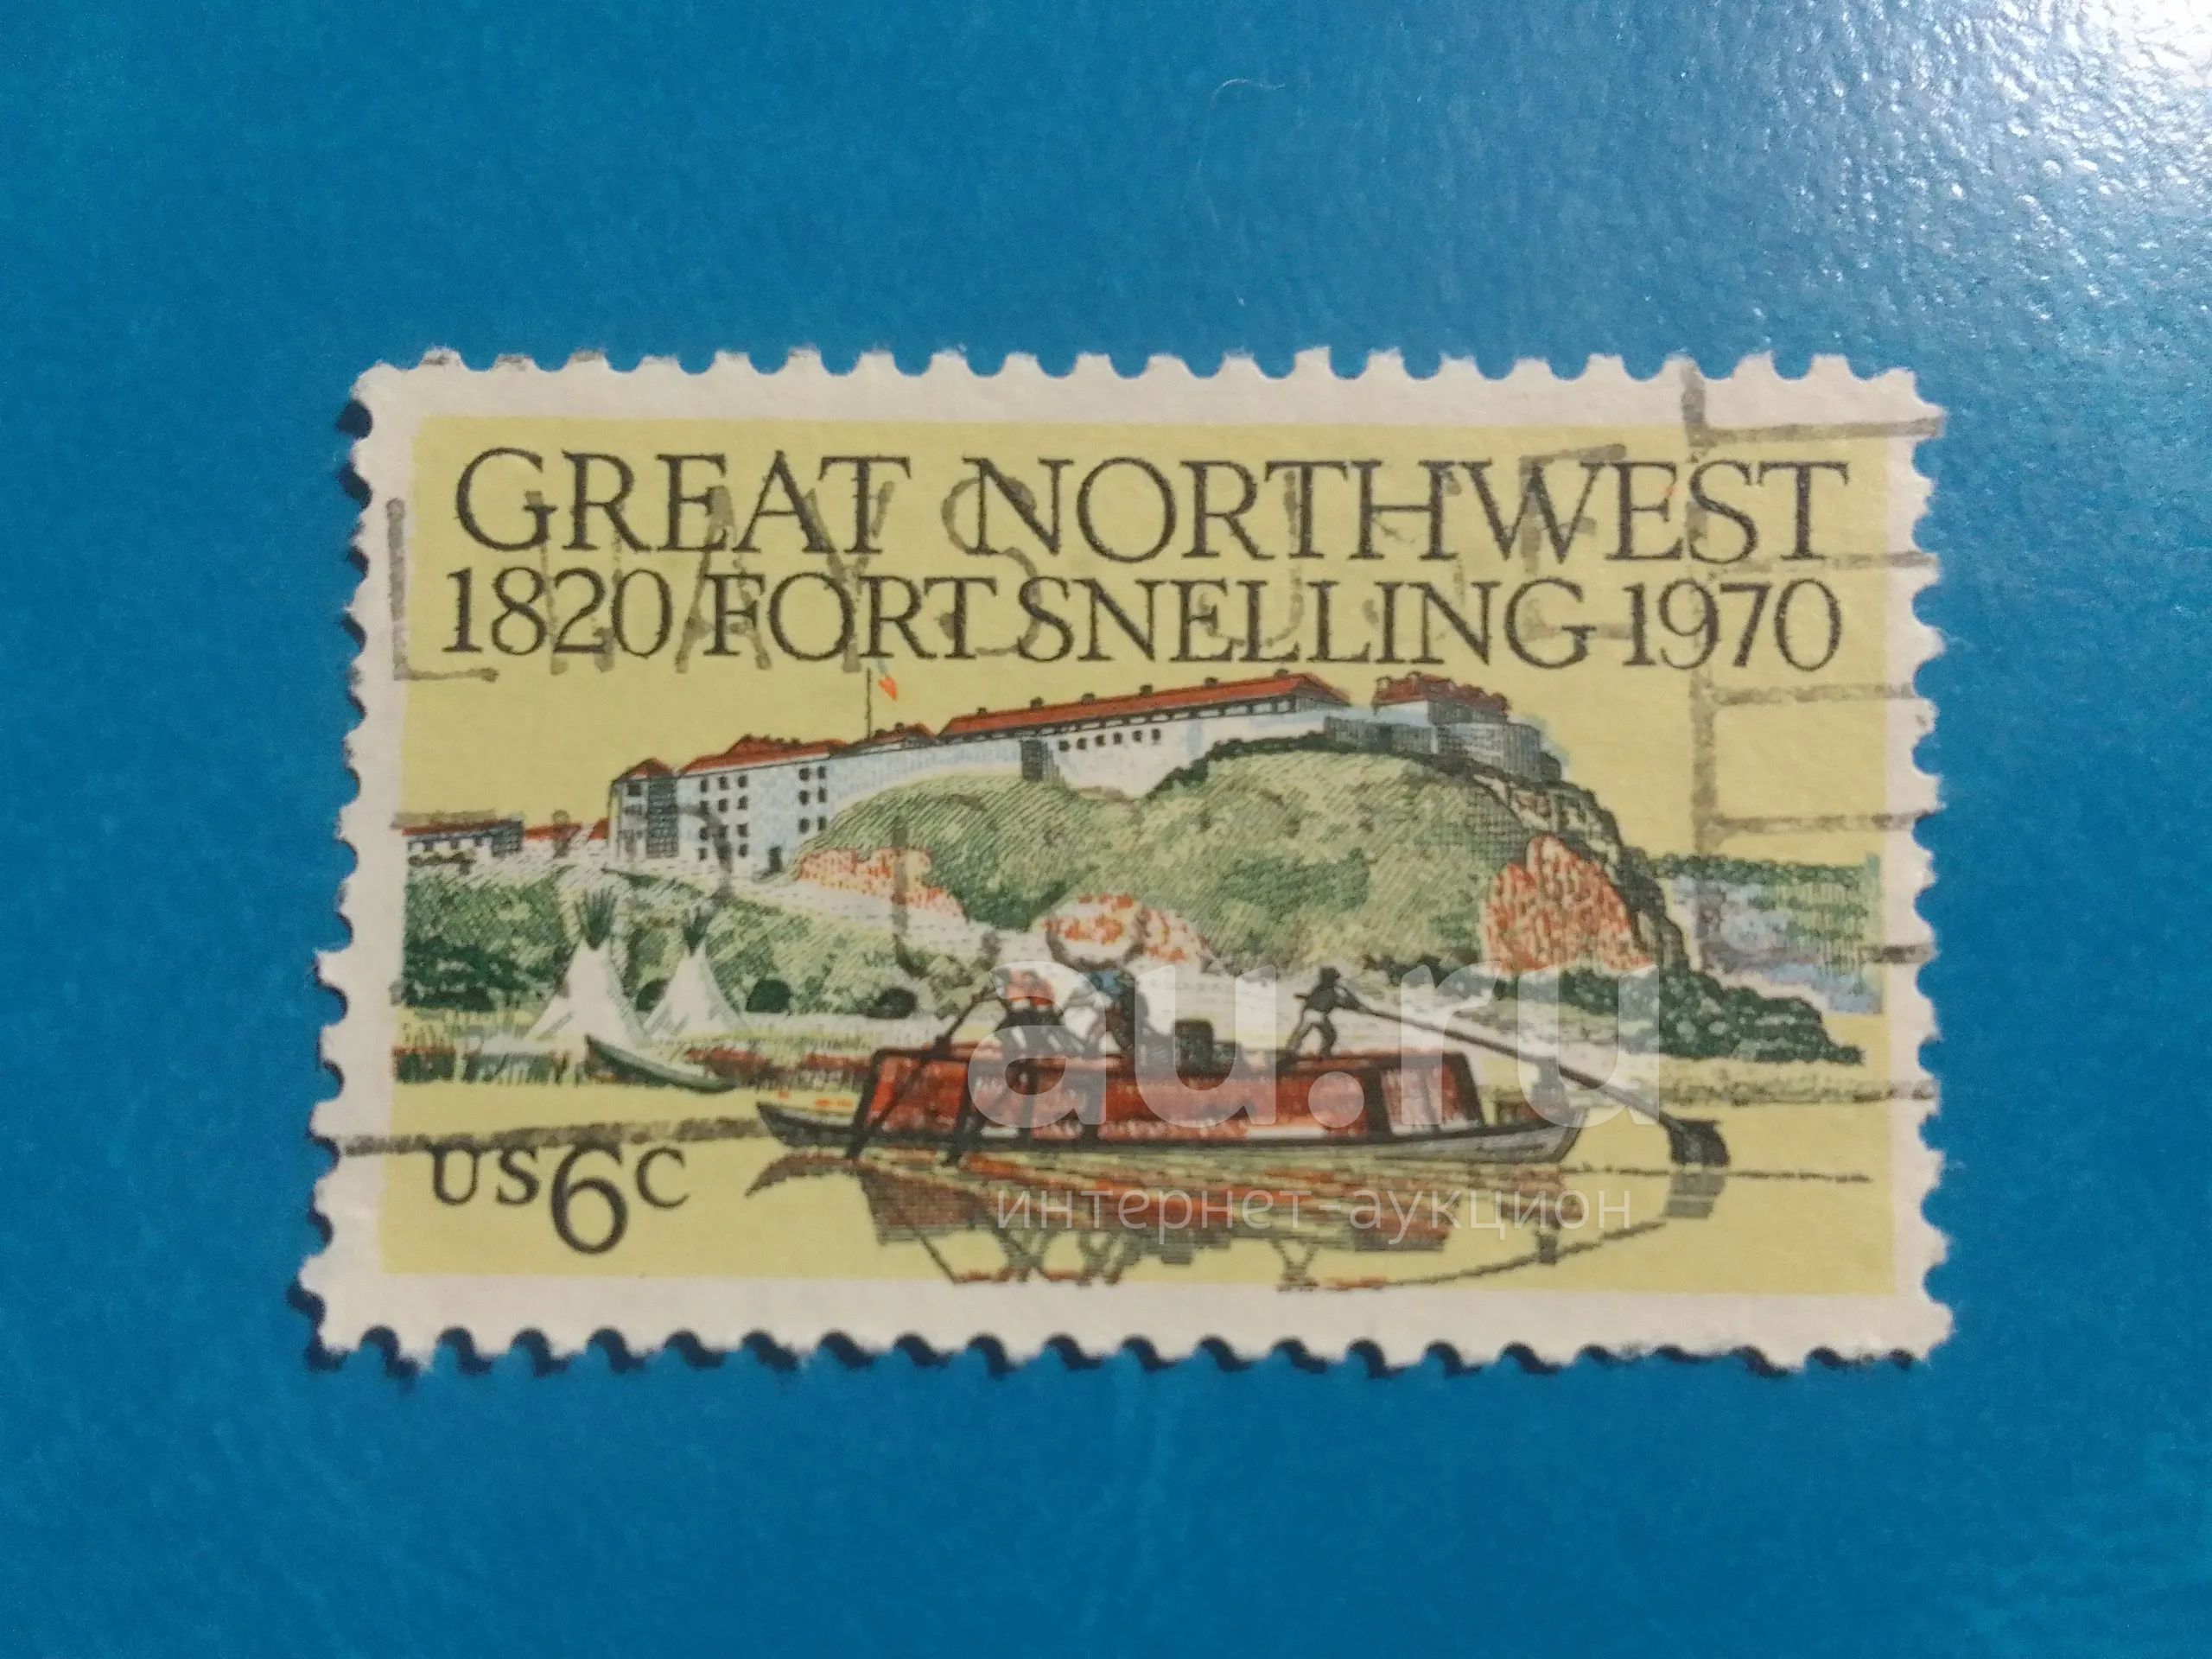 GREAT NORTHWEST
1820 FORT SNELLING 1970
US 6c
au.ru
интернет-аукцион